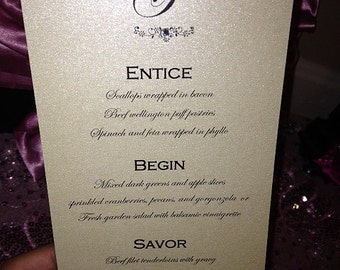 ENTICE
Scallops wrapped in bacon
Beef wellington puff pastries
Spinach and feta wrapped in phyllo
BEGIN
Mixed dark greens and apple slices
sprinkled cranberries, pecans, and gorgonzola or
Fresh garden salad with balsamic vinaigrette
SAVOR
Beef filet tenderloins with gravy